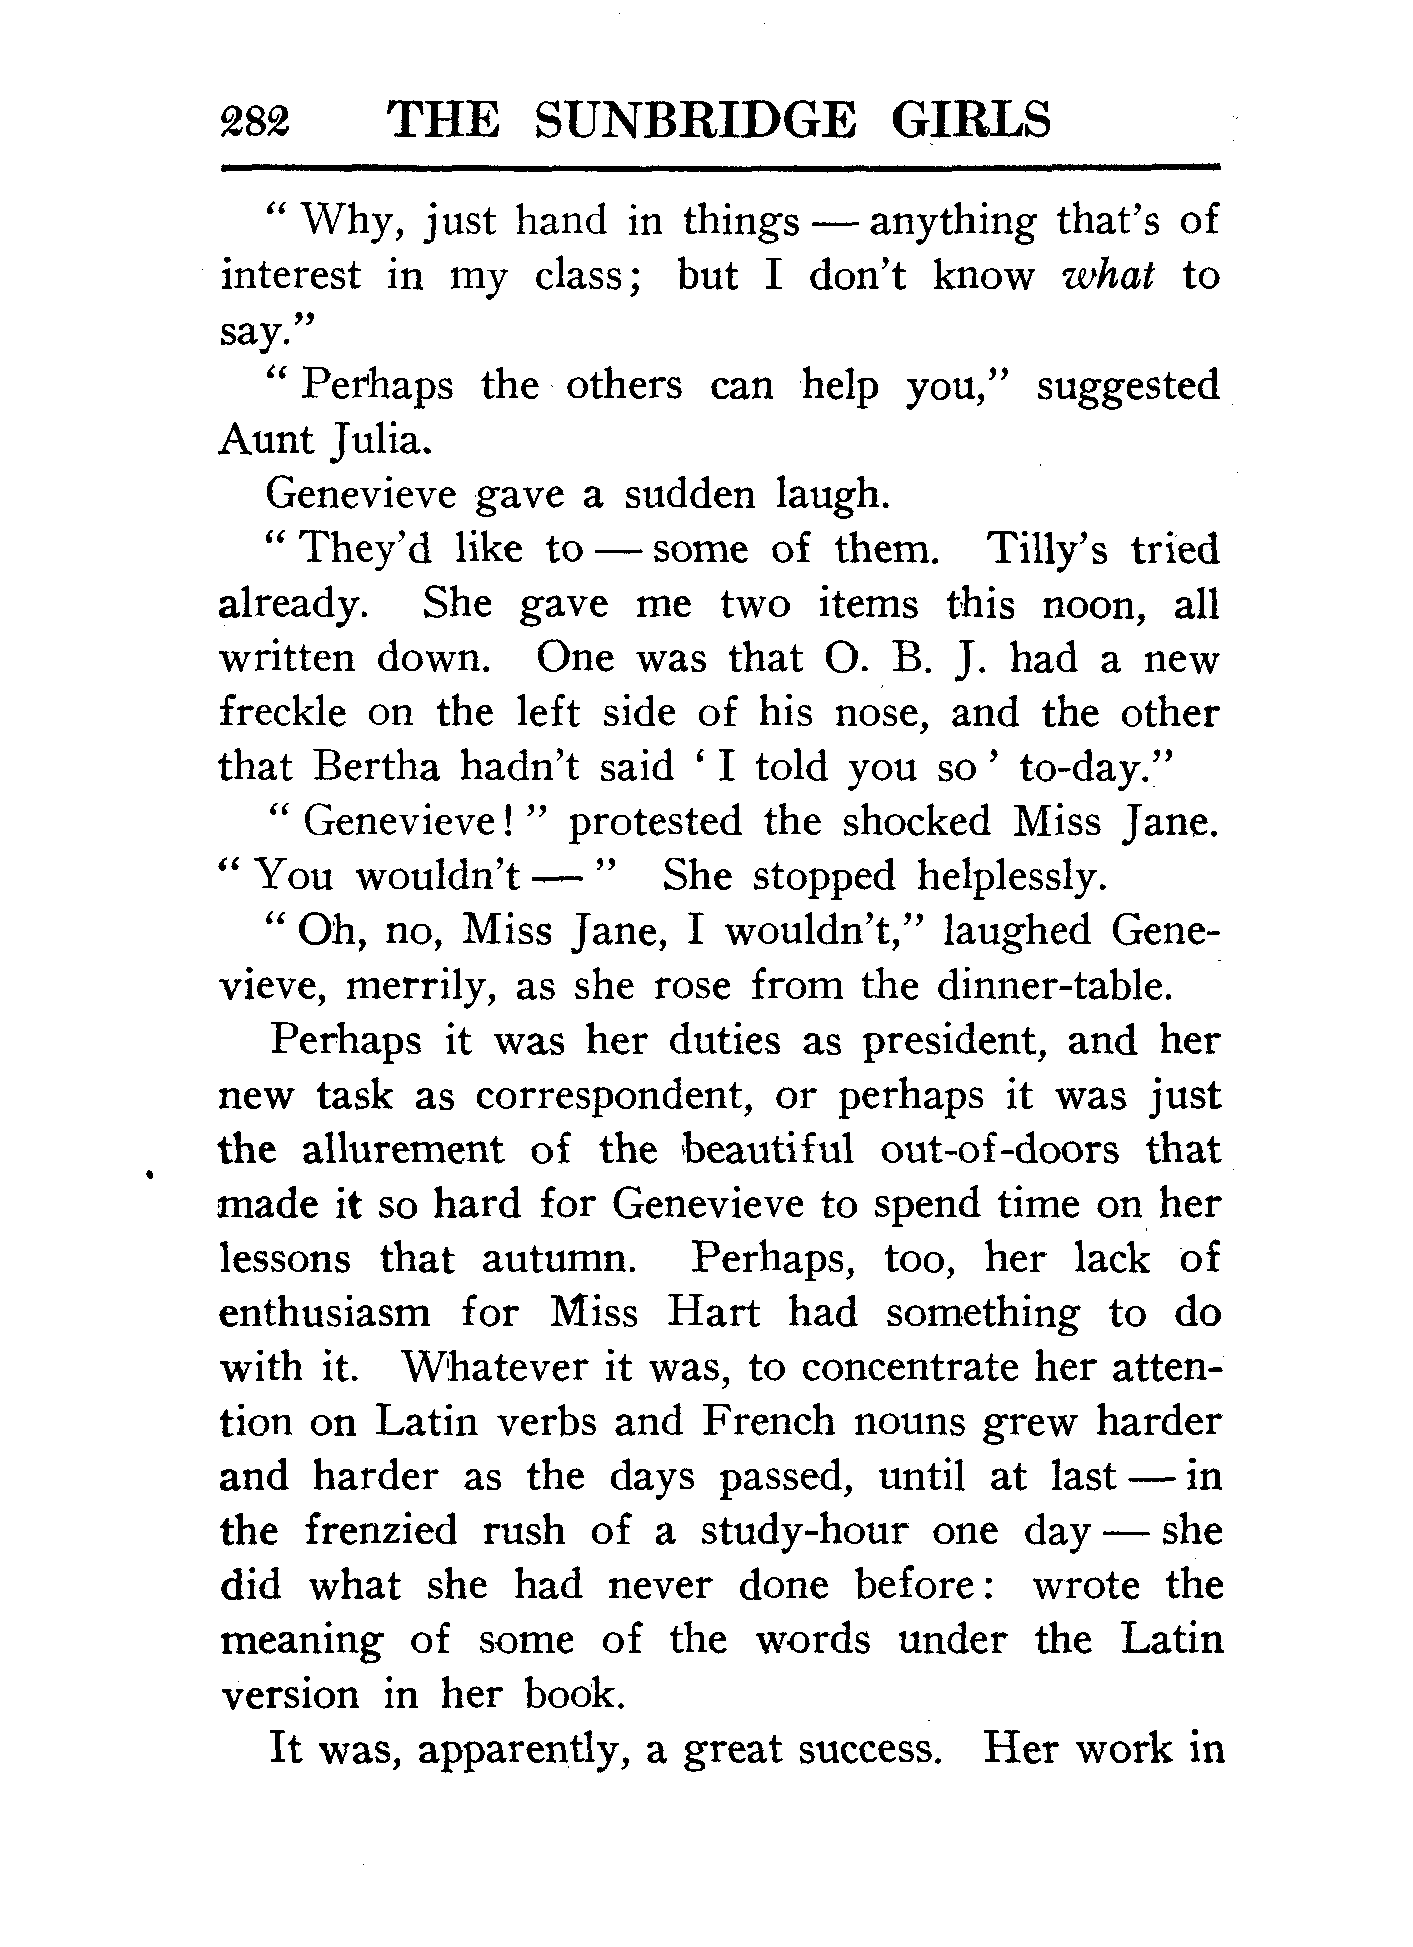 282 THE SUNBRIDGE GIRLS
“ Why, just hand in things — anything that’s of
interest in my class; but I don’t know what to
say.”
“ Perhaps the others can help you,” suggested
Aunt Julia.
Genevieve gave a sudden laugh.
“ They’d like to — some of them. Tilly’s tried
already. She gave me two items this noon, all
written down. One was that O. B. J. had a new
freckle on the left side of his nose, and the other
that Bertha hadn’t said ‘ I told you so ’ to-day.”
“ Genevieve! ” protested the shocked Miss Jane.
“ You wouldn’t — ” She stopped helplessly.
“ Oh, no, Miss Jane, I wouldn’t,” laughed Gene-
vieve, merrily, as she rose from the dinner-table.
Perhaps it was her duties as president, and her
new task as correspondent, or perhaps it was just
the allurement of the beautiful out-of-doors that
made it so hard for Genevieve to spend time on her
lessons that autumn. Perhaps, too, her lack of
enthusiasm for Miss Hart had something to do
with it. Whatever it was, to concentrate her atten-
tion on Latin verbs and French nouns grew harder
and harder as the days passed, until at last — in
the frenzied rush of a study-hour one day — she
did what she had never done before: wrote the
meaning of some of the words under the Latin
version in her book.
It was, apparently, a great success. Her work in